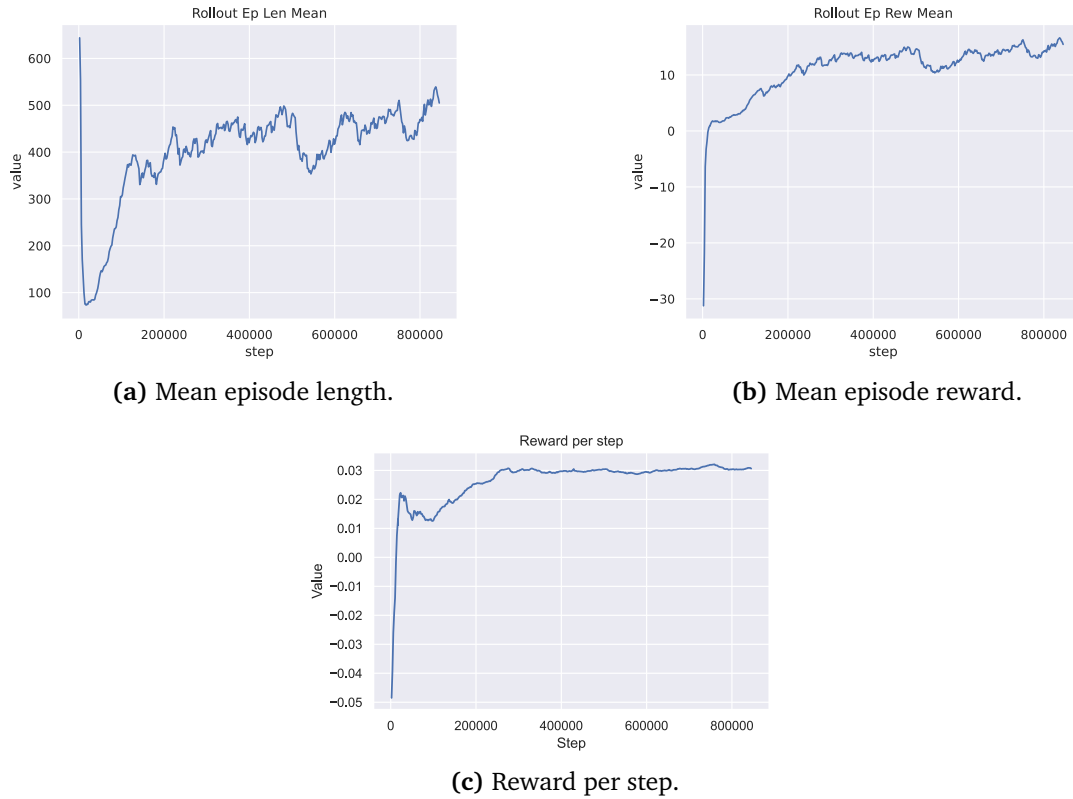 Rollout Ep Len Mean
600
500
400
300
200
100
value
0 200000 400000 600000 800000
step
(a) Mean episode length.
Rollout Ep Rew Mean
10
0
−10
−20
−30
value
0 200000 400000 600000 800000
step
(b) Mean episode reward.
Reward per step
0.03
0.02
0.01
0.00
−0.01
−0.02
−0.03
−0.04
−0.05
Value
0 200000 400000 600000 800000
Step
(c) Reward per step.